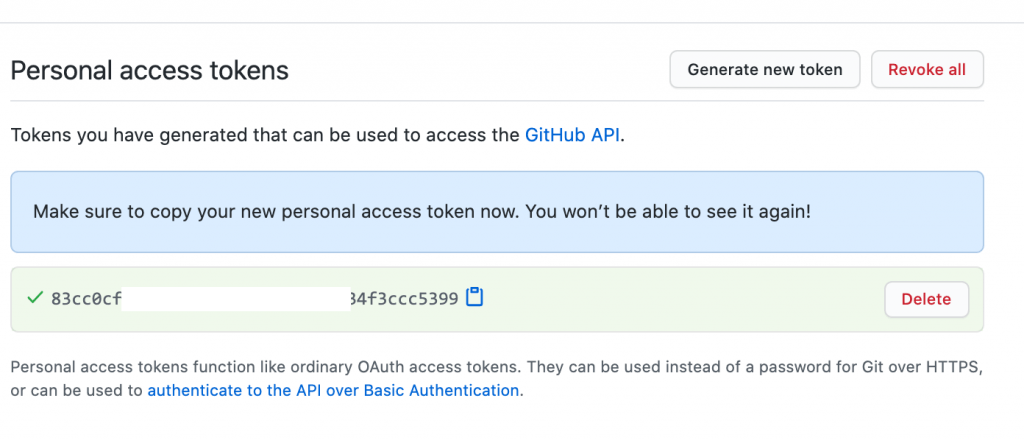 Personal access tokens
Generate new token
Revoke all
Tokens you have generated that can be used to access the GitHub API.
Make sure to copy your new personal access token now. You won’t be able to see it again!
83cc0cf 34f3ccc5399
Delete
Personal access tokens function like ordinary OAuth access tokens. They can be used instead of a password for Git over HTTPS,
or can be used to authenticate to the API over Basic Authentication.